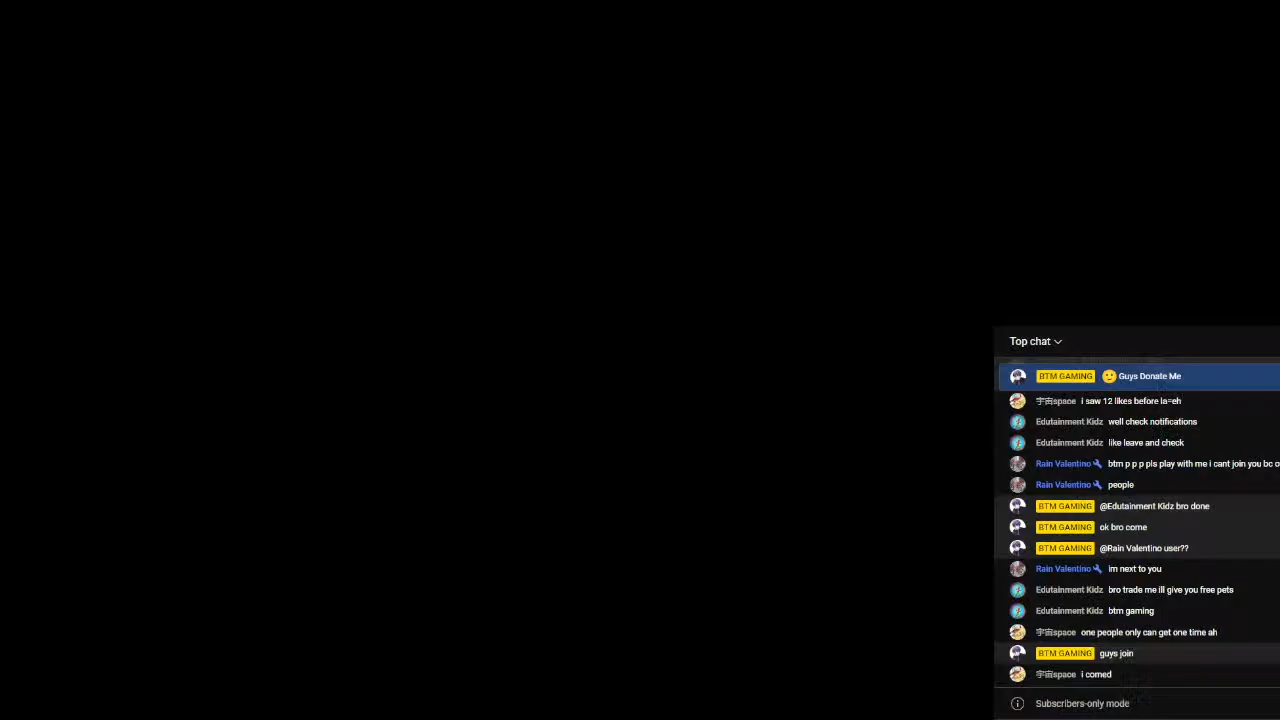 Top chat
BTM GAMING 🙂 Guys Donate Me
宇宙space i saw 12 likes before la=eh
Edutainment Kidz well check notifications
Edutainment Kidz like leave and check
Rain Valentino btm p p p pls play with me i cant join you bc o
Rain Valentino people
BTM GAMING @Edutainment Kidz bro done
BTM GAMING ok bro come
BTM GAMING @Rain Valentino user??
Rain Valentino im next to you
Edutainment Kidz bro trade me ill give you free pets
Edutainment Kidz btm gaming
宇宙space one people only can get one time ah
BTM GAMING guys join
宇宙space i comed
Subscribers-only mode